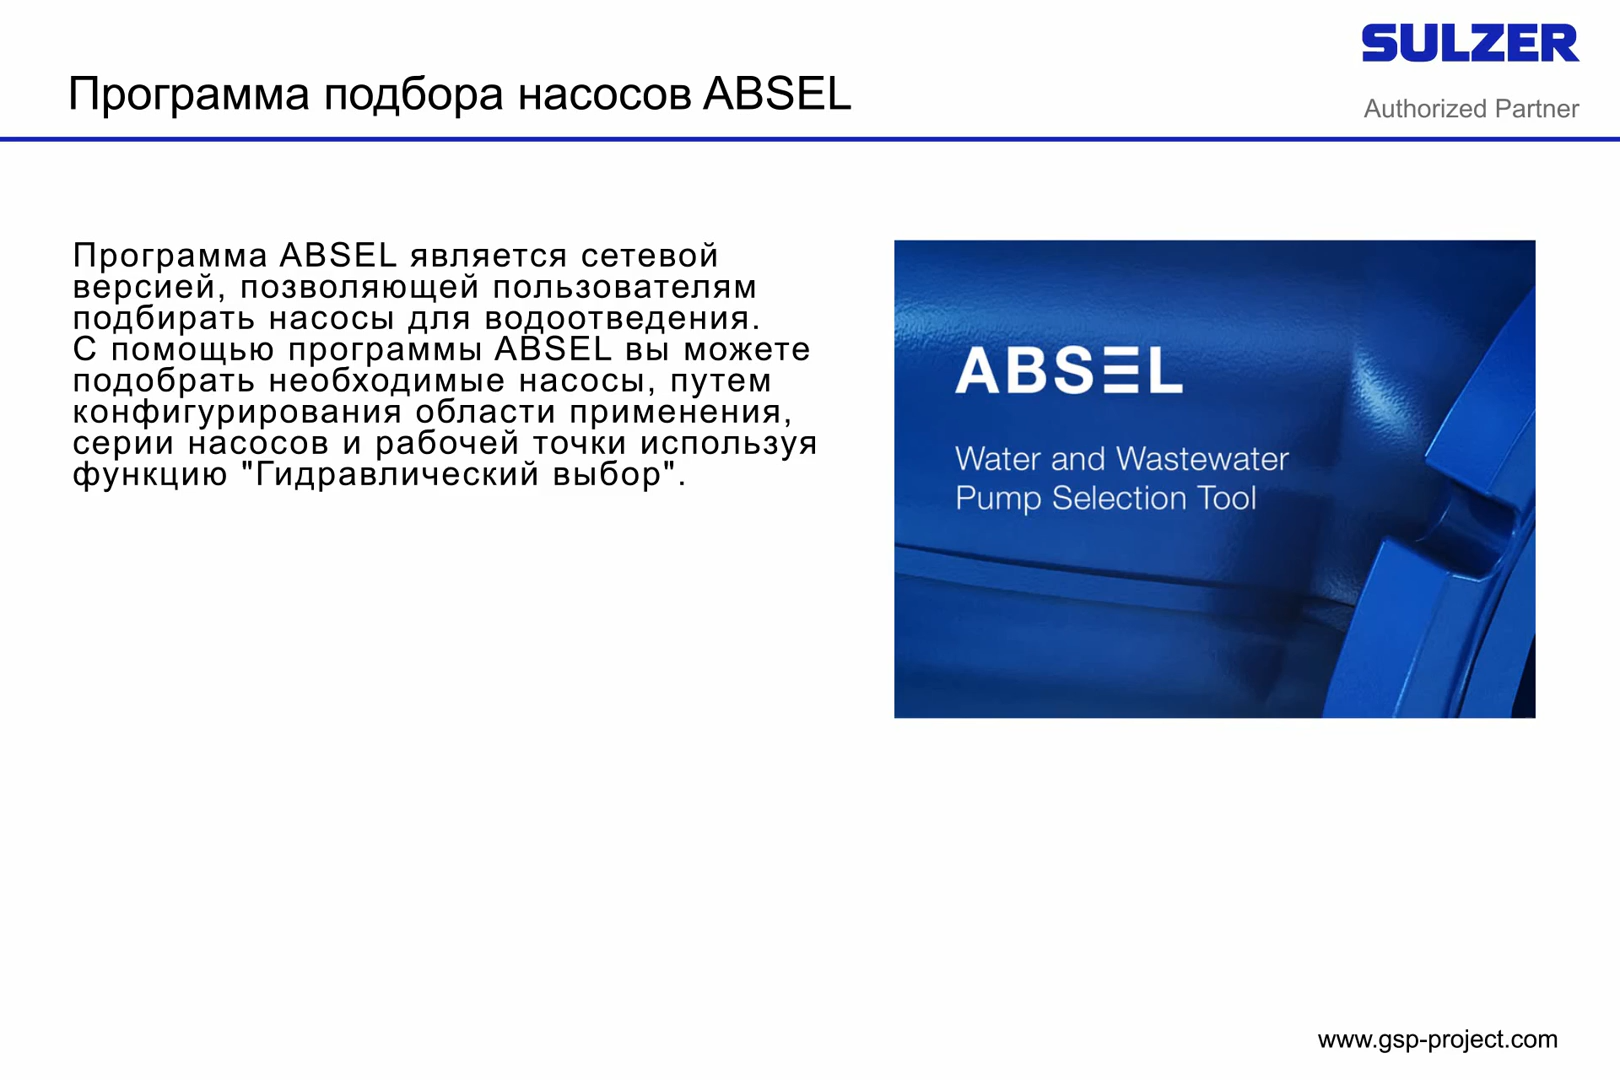 SULZER
Программа подбора насосов ABSEL
Authorized Partner
Программа ABSEL является сетевой
версией, позволяющей пользователям
подбирать насосы для водоотведения.
С помощью программы ABSEL вы можете
подобрать необходимые насосы, путем
конфигурирования области применения,
серии насосов и рабочей точки используя
функцию "Гидравлический выбор".
ABSEL
Water and Wastewater
Pump Selection Tool
www.gsp-project.com